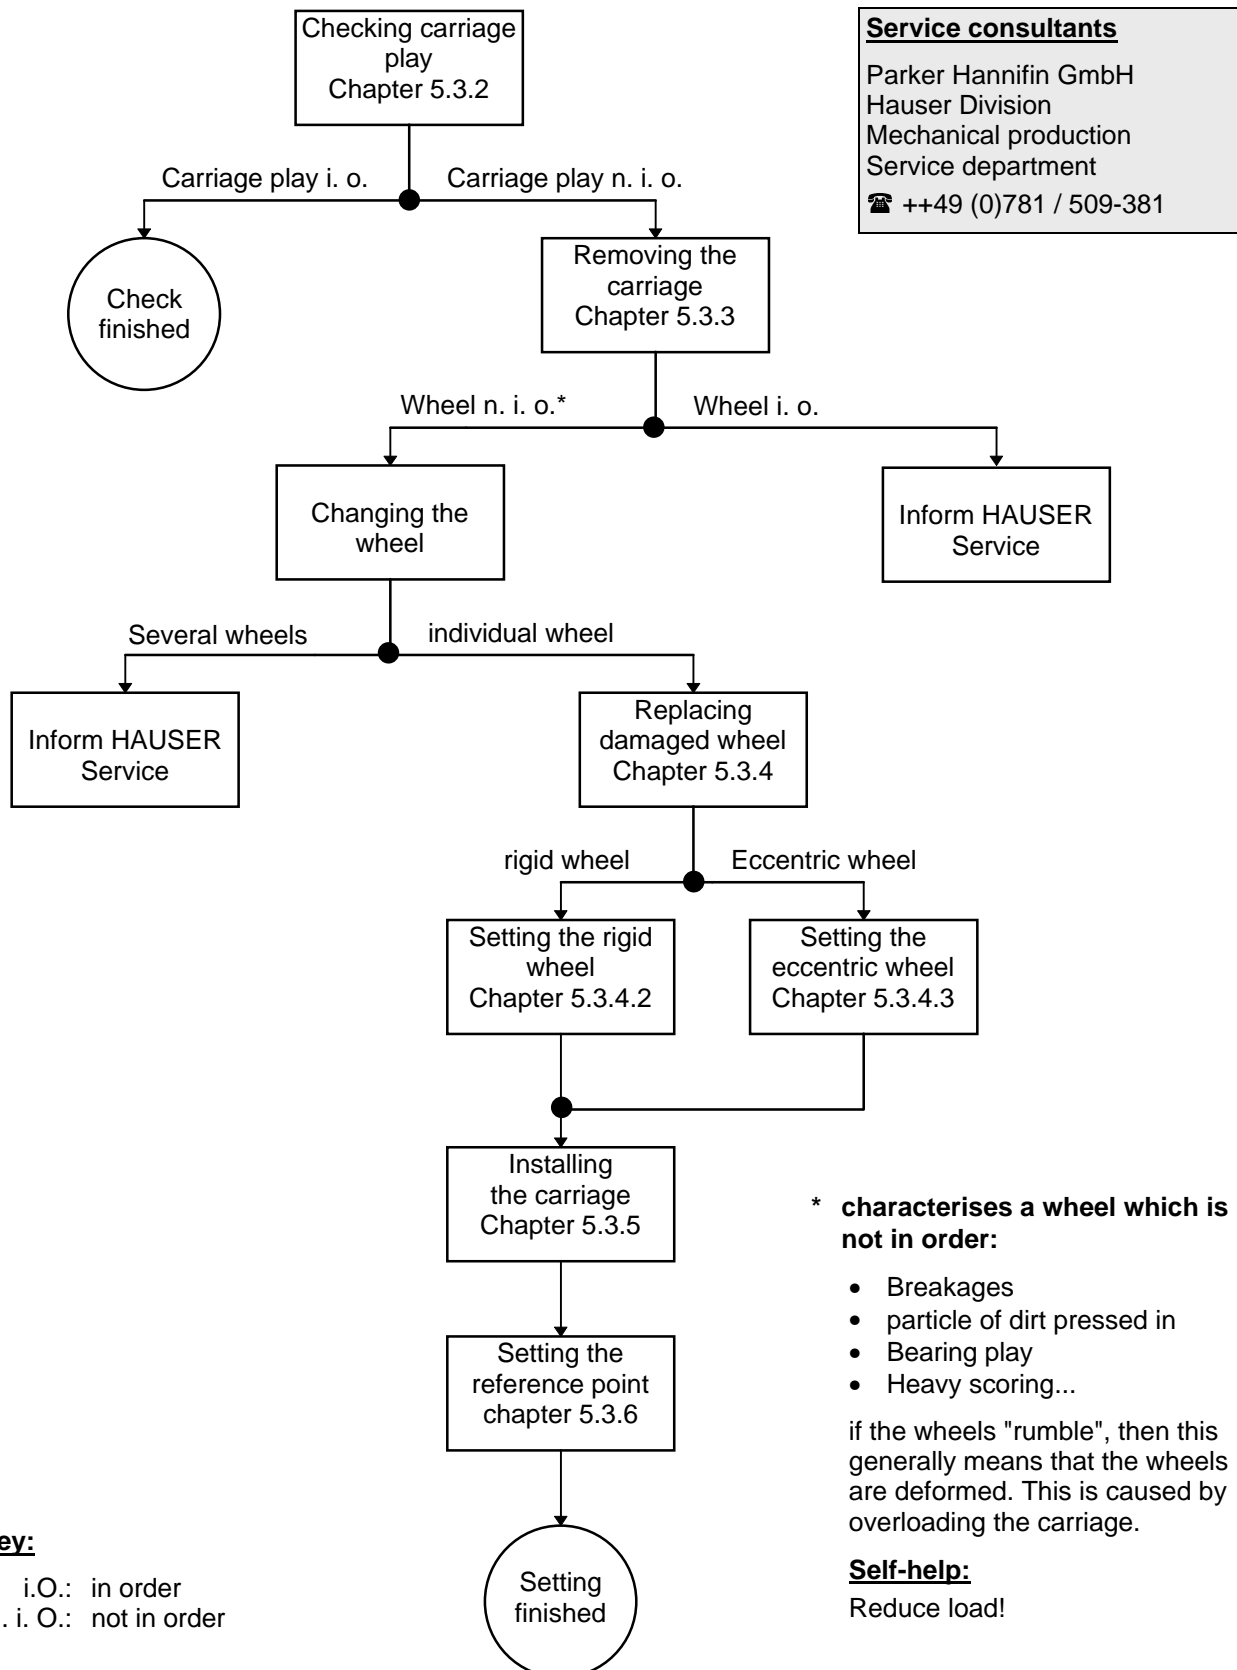 Checking carriage
play
Chapter 5.3.2
Service consultants
Parker Hannifin GmbH
Hauser Division
Mechanical production
Service department
☎ ++49 (0)781 / 509-381
Carriage play i. o.
Carriage play n. i. o.
Check
finished
Removing the
carriage
Chapter 5.3.3
Wheel n. i. o.*
Wheel i. o.
Changing the
wheel
Inform HAUSER
Service
Several wheels
individual wheel
Inform HAUSER
Service
Replacing
damaged wheel
Chapter 5.3.4
rigid wheel
Eccentric wheel
Setting the rigid
wheel
Chapter 5.3.4.2
Setting the
eccentric wheel
Chapter 5.3.4.3
Installing
the carriage
Chapter 5.3.5
Setting the
reference point
chapter 5.3.6
Setting
finished
* characterises a wheel which is
not in order:
• Breakages
• particle of dirt pressed in
• Bearing play
• Heavy scoring...
if the wheels "rumble", then this
generally means that the wheels
are deformed. This is caused by
overloading the carriage.
Self-help:
Reduce load!
ey:
i.O.: in order
. i. O.: not in order